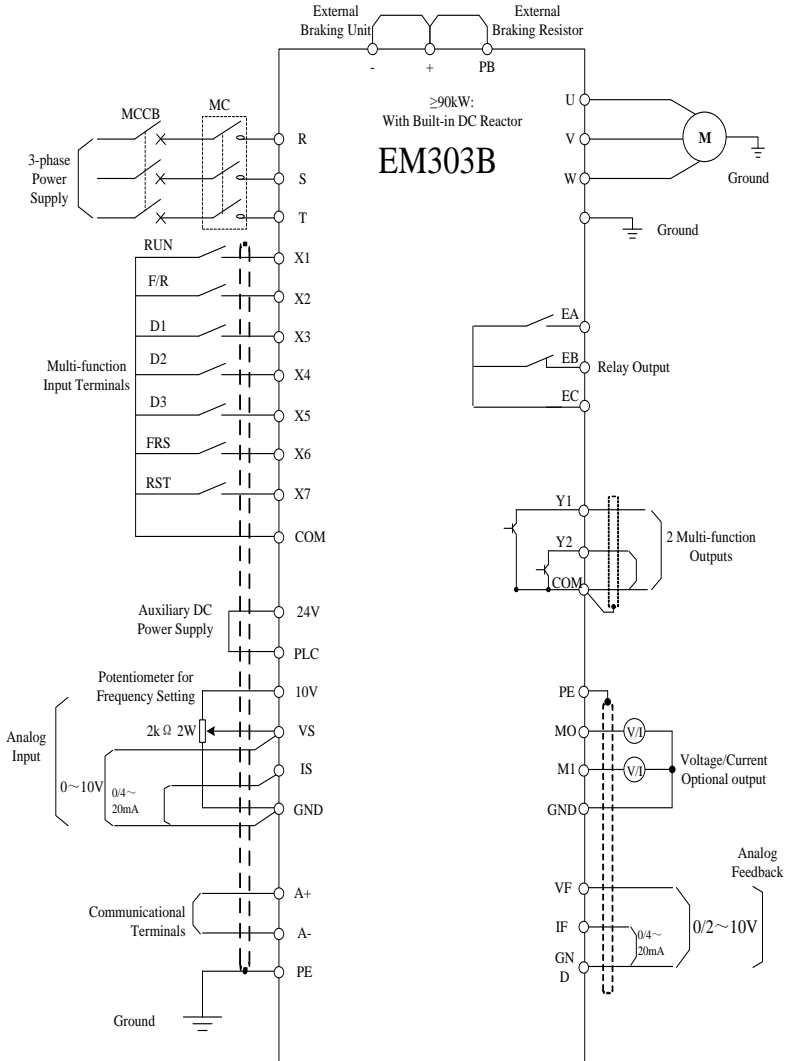 External
Braking Unit
External
Braking Resistor
-
+
PB
≥90kW:
With Built-in DC Reactor
EM303B
MCCB
MC
3-phase
Power
Supply
R
S
T
U
V
W
M
Ground
Ground
RUN
X1
F/R
X2
D1
X3
D2
X4
D3
X5
FRS
X6
RST
X7
COM
Multi-function
Input Terminals
EA
EB
EC
Relay Output
Y1
Y2
COM
2 Multi-function
Outputs
Auxiliary DC
Power Supply
24V
PLC
Potentiometer for
Frequency Setting
10V
2kΩ 2W
VS
IS
GND
Analog
Input
0～10V
0/4～
20mA
PE
MO
V/I
M1
V/I
GND
Voltage/Current
Optional output
Analog
Feedback
VF
IF
GN
D
0/4～
20mA
0/2～10V
Communicational
Terminals
A+
A-
PE
Ground